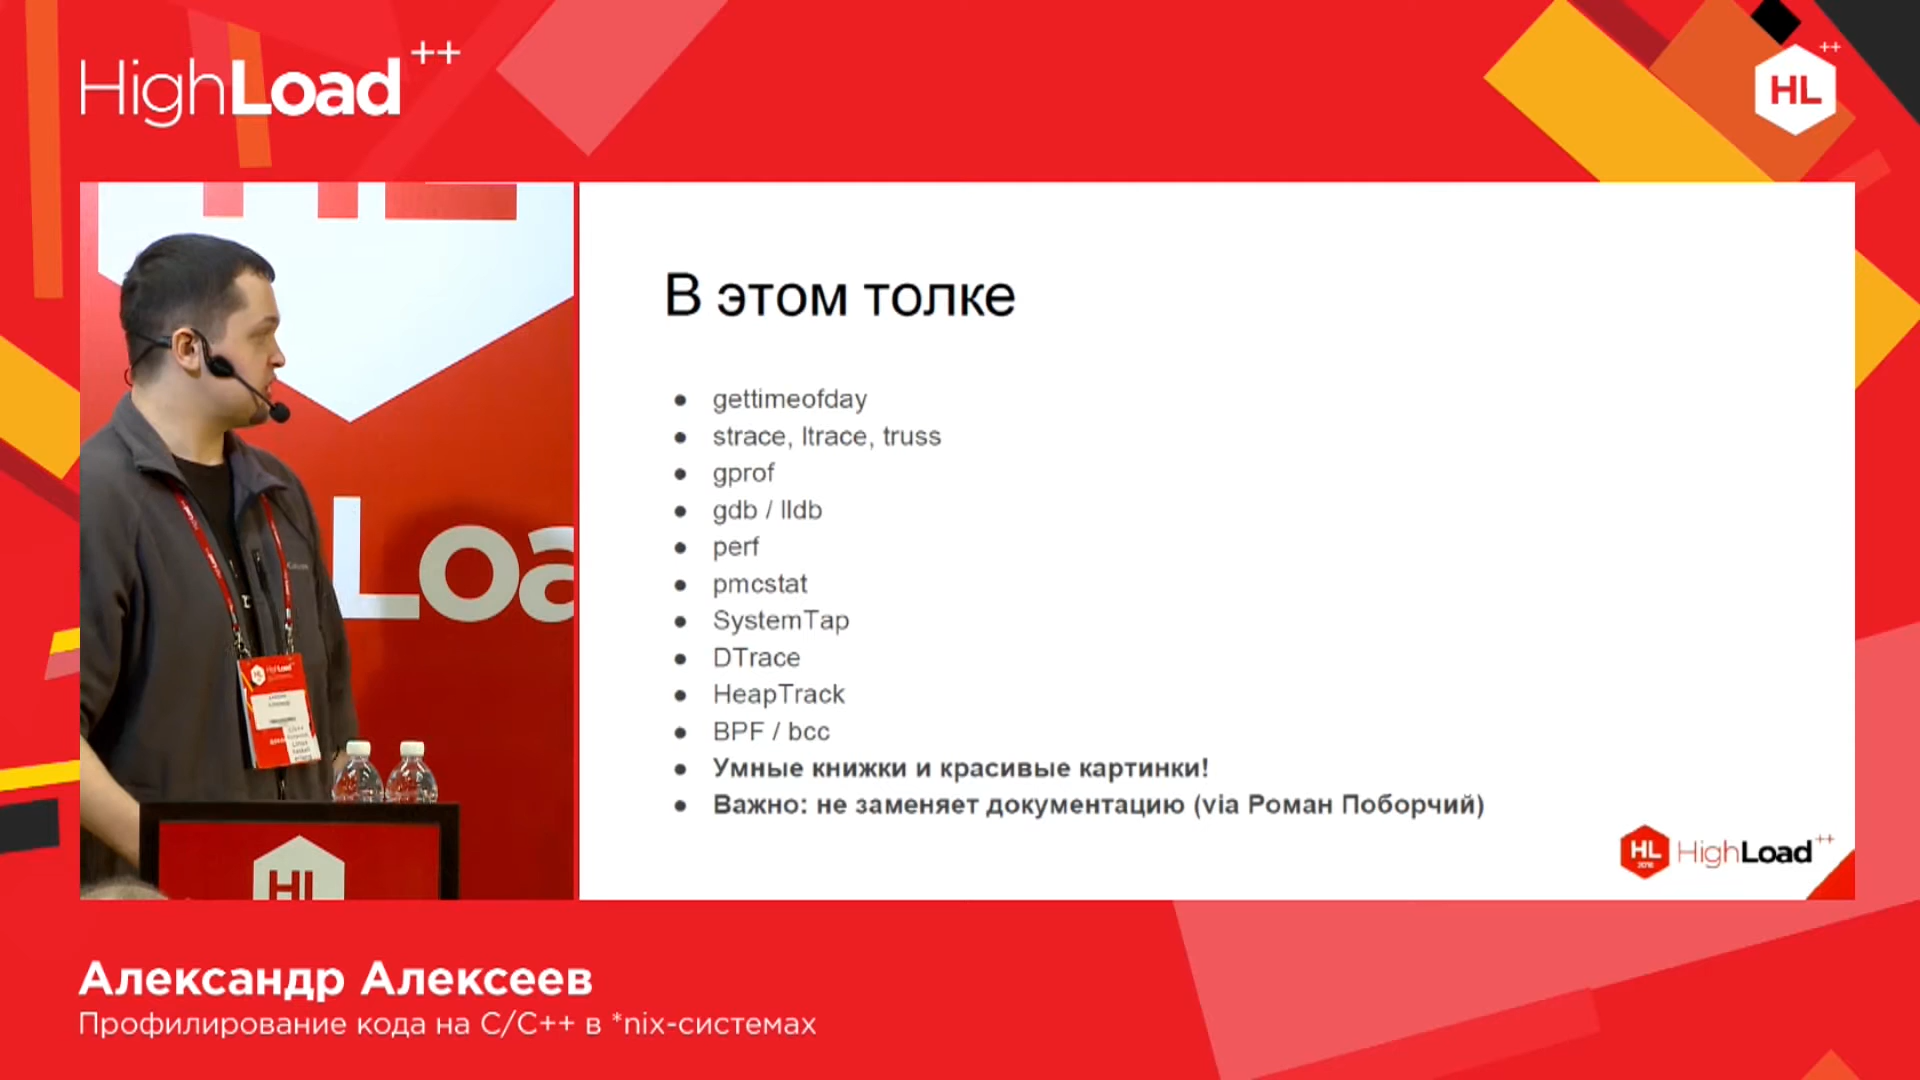 HighLoad++
HL++
Loa
HL
В этом толке
gettimeofday
strace, ltrace, truss
gprof
gdb / lldb
perf
pmcstat
SystemTap
DTrace
HeapTrack
BPF / bcc
Умные книжки и красивые картинки!
Важно: не заменяет документацию (via Роман Поборчий)
HL
HighLoad++
Александр Алексеев
Профилирование кода на C/C++ в *nix-системах